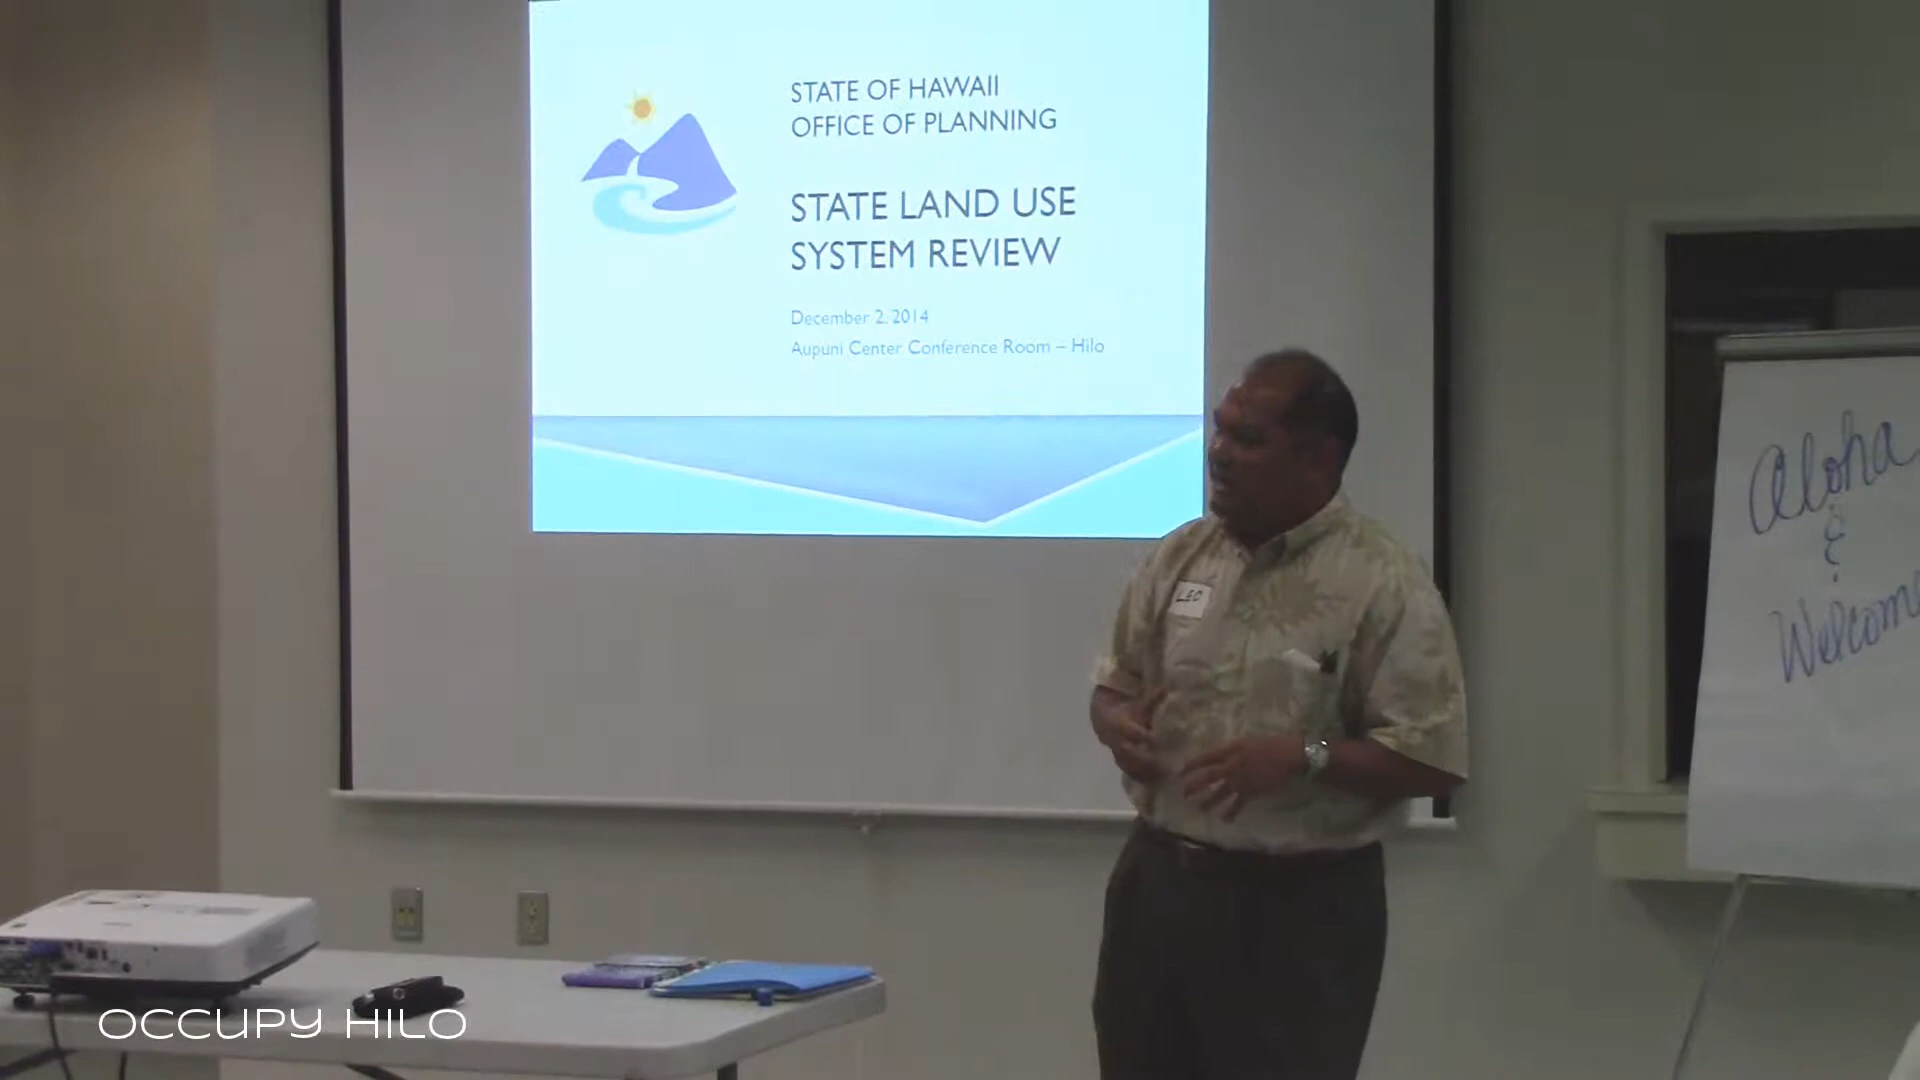 STATE OF HAWAII
OFFICE OF PLANNING
STATE LAND USE
SYSTEM REVIEW
December 2, 2014
Aupuni Center Conference Room – Hilo
LEO
Aloha
&
Welcome
OCCUPY HILO